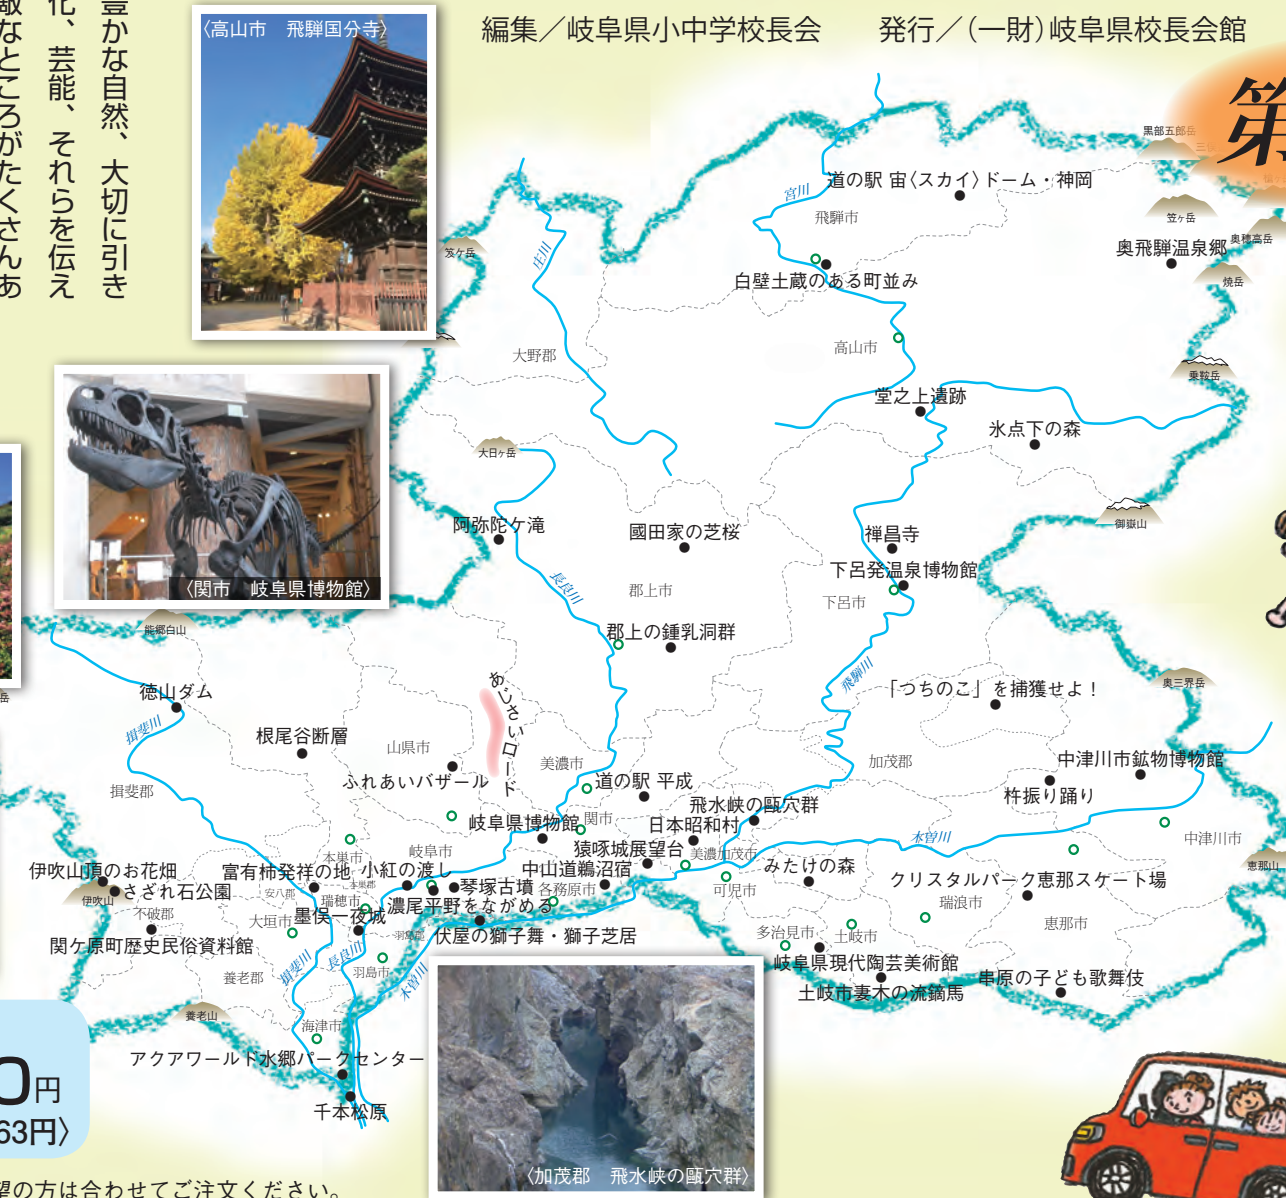 豊かな自然、大切に引き
化、芸能、それらを伝え
敵なところがたくさんあ
〈高山市　飛騨国分寺〉
編集／岐阜県小中学校長会　　発行／(一財)岐阜県校長会館
第
黒部五郎岳
笠ヶ岳
奥穂高岳
焼岳
乗鞍岳
御嶽山
奥三界岳
恵那山
笈ケ岳
大日ヶ岳
能郷白山
岳
伊吹山
養老山
宮川
庄川
長良川
飛騨川
揖斐川
木曽川
揖斐川
長良川
木曽川
道の駅 宙〈スカイ〉ドーム・神岡
飛騨市
奥飛騨温泉郷
白壁土蔵のある町並み
大野郡
高山市
堂之上遺跡
氷点下の森
〈関市　岐阜県博物館〉
阿弥陀ケ滝
國田家の芝桜
禅昌寺
下呂発温泉博物館
郡上市
下呂市
郡上の鍾乳洞群
あじさいロード
徳山ダム
「つちのこ」を捕獲せよ！
根尾谷断層
山県市
ふれあいバザール
美濃市
道の駅 平成
加茂郡
中津川市鉱物博物館
杵振り踊り
揖斐郡
飛水峡の甌穴群
岐阜県博物館
関市
日本昭和村
中津川市
本巣市
岐阜市
猿啄城展望台
美濃加茂市
伊吹山頂のお花畑
富有柿発祥の地
小紅の渡し
中山道鵜沼宿
みたけの森
さざれ石公園
安八郡
本巣郡
琴塚古墳
各務原市
可児市
クリスタルパーク恵那スケート場
瑞穂市
瑞浪市
不破郡
大垣市
墨俣一夜城
濃尾平野をながめる
恵那市
関ケ原町歴史民俗資料館
羽島郡
伏屋の獅子舞・獅子芝居
多治見市
土岐市
養老郡
羽島市
岐阜県現代陶芸美術館
串原の子ども歌舞伎
土岐市妻木の流鏑馬
海津市
アクアワールド水郷パークセンター
千本松原
0円
63円〉
〈加茂郡　飛水峡の甌穴群〉
望の方は合わせてご注文ください。